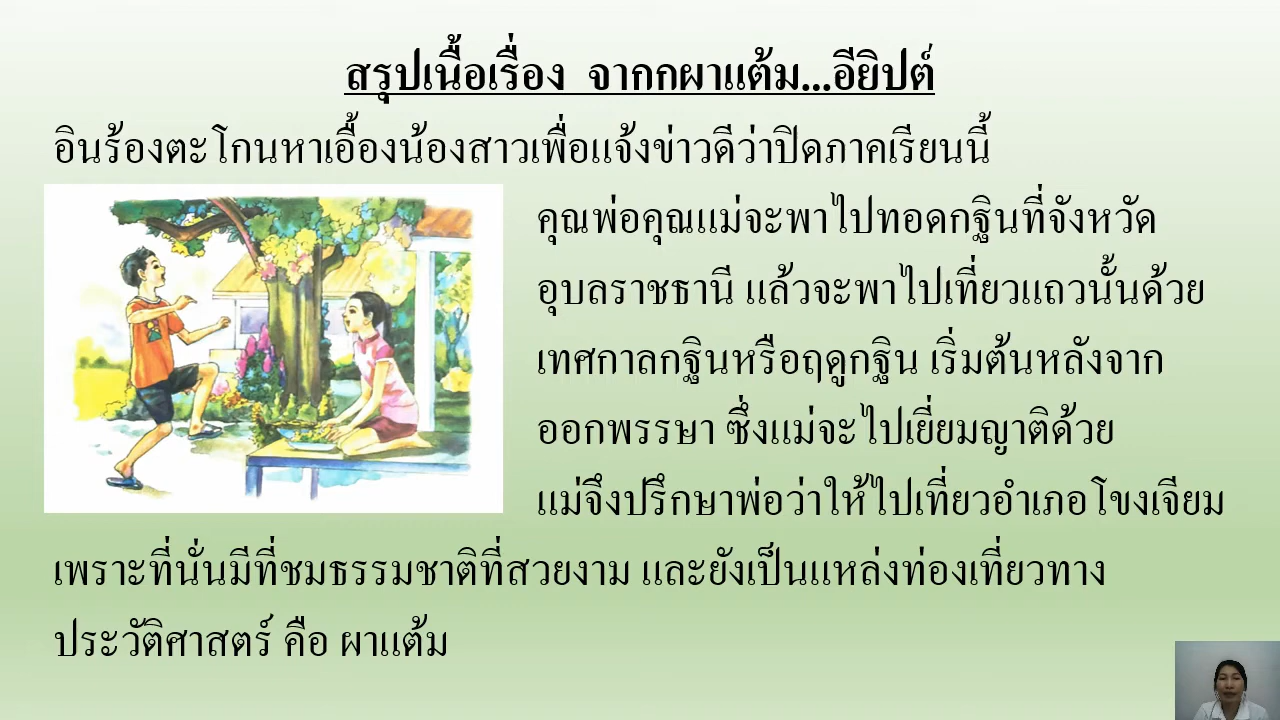 สรุปเนื้อเรื่อง จากกผาแต้ม...อียิปต์
อินร้องตะโกนหาเอื้องน้องสาวเพื่อแจ้งข่าวดีว่าปิดภาคเรียนนี้
คุณพ่อคุณแม่จะพาไปทอดกฐินที่จังหวัด
อุบลราชธานี แล้วจะพาไปเที่ยวแถวนั้นด้วย
เทศกาลกฐินหรือฤดูกฐิน เริ่มต้นหลังจาก
ออกพรรษา ซึ่งแม่จะไปเยี่ยมญาติด้วย
แม่จึงปรึกษาพ่อว่าให้ไปเที่ยวอำเภอโขงเจียม
เพราะที่นั่นมีที่ชมธรรมชาติที่สวยงาม และยังเป็นแหล่งท่องเที่ยวทาง
ประวัติศาสตร์ คือ ผาแต้ม